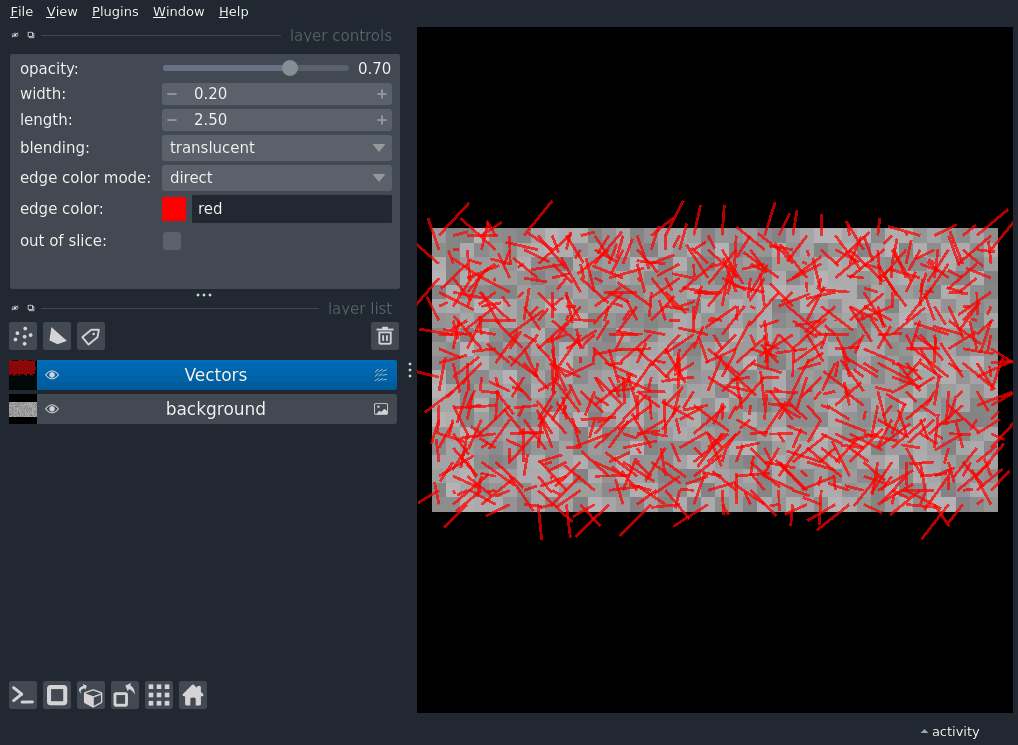 File View Plugins Window Help
layer controls
opacity: 0.70
width: 0.20
length: 2.50
blending: translucent
edge color mode: direct
edge color: red
out of slice:
layer list
Vectors
background
activity